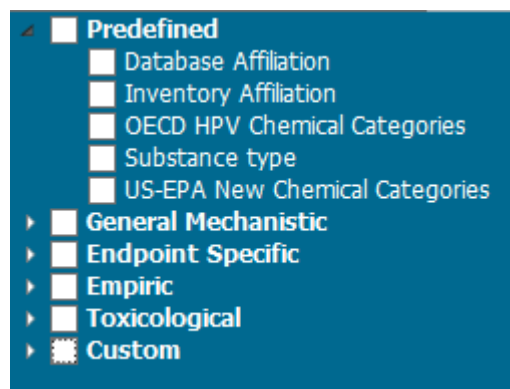 Predefined
Database Affiliation
Inventory Affiliation
OECD HPV Chemical Categories
Substance type
US-EPA New Chemical Categories
General Mechanistic
Endpoint Specific
Empiric
Toxicological
Custom